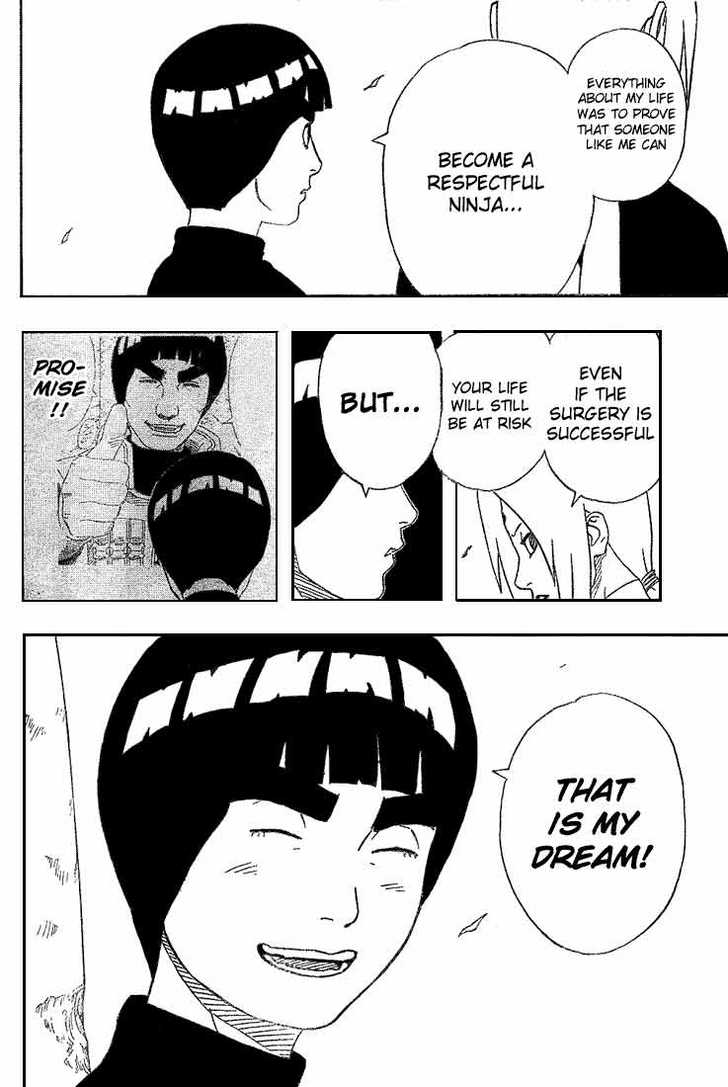 EVERYTHING
ABOUT MY LIFE
WAS TO PROVE
THAT SOMEONE
LIKE ME CAN
BECOME A
RESPECTFUL
NINJA...
EVEN
IF THE
SURGERY IS
SUCCESSFUL
YOUR LIFE
WILL STILL
BE AT RISK
BUT...
PRO-
MISE
!!
THAT
IS MY
DREAM!